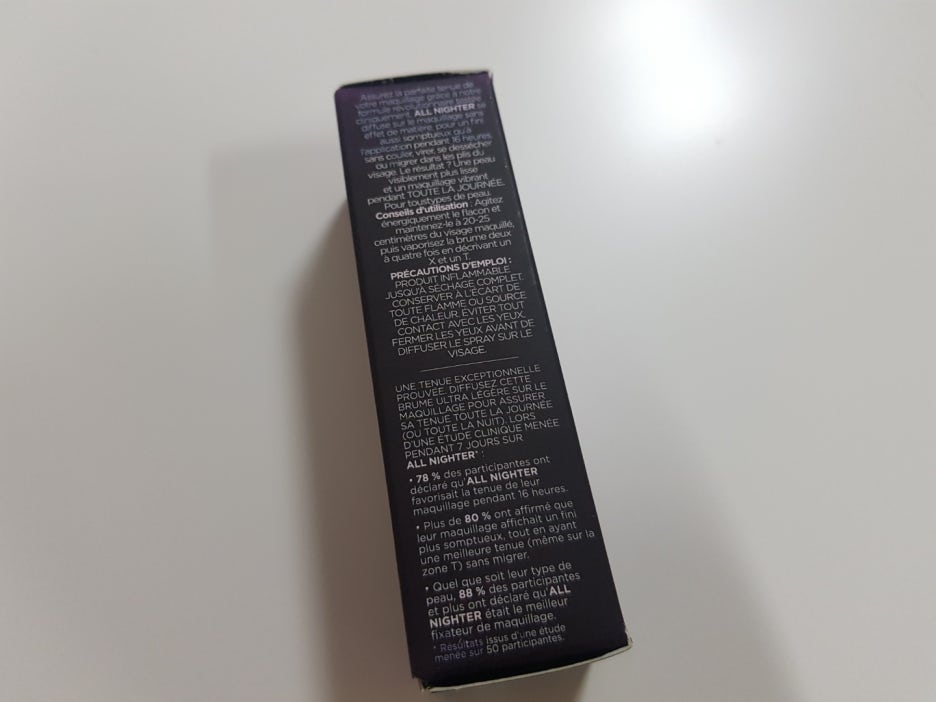 Assurez la parfaite tenue de
votre maquillage grâce à notre
formule révolutionnaire testée
cliniquement. ALL NIGHTER se
diffuse sur le maquillage sans
effet de matière, pour un fini
aussi somptueux qu'à
l'application pendant 16 heures,
sans couler, virer, se dessécher
ou migrer dans les plis du
visage. Le résultat ? Une peau
visiblement plus lisse
et un maquillage vibrant
pendant TOUTE LA JOURNÉE.
Pour toustypes de peau.
Conseils d'utilisation : Agitez
énergiquement le flacon et
maintenez-le à 20-25
centimètres du visage maquillé,
puis vaporisez la brume deux
à quatre fois en décrivant un
X et un T.
PRÉCAUTIONS D'EMPLOI :
PRODUIT INFLAMMABLE
JUSQU'À SÉCHAGE COMPLET.
CONSERVER À L'ÉCART DE
TOUTE FLAMME OU SOURCE
DE CHALEUR. EVITER TOUT
CONTACT AVEC LES YEUX.
FERMER LES YEUX AVANT DE
DIFFUSER LE SPRAY SUR LE
VISAGE.
UNE TENUE EXCEPTIONNELLE
PROUVÉE. DIFFUSEZ CETTE
BRUME ULTRA LÉGÈRE SUR LE
MAQUILLAGE POUR ASSURER
SA TENUE TOUTE LA JOURNÉE
(OU TOUTE LA NUIT). LORS
D'UNE ÉTUDE CLINIQUE MENÉE
PENDANT 7 JOURS SUR
ALL NIGHTER* :
• 78 % des participantes ont
déclaré qu'ALL NIGHTER
favorisait la tenue de leur
maquillage pendant 16 heures.
• Plus de 80 % ont affirmé que
leur maquillage affichait un fini
plus somptueux, tout en ayant
une meilleure tenue (même sur la
zone T) sans migrer.
• Quel que soit leur type de
peau, 88 % des participantes
et plus ont déclaré qu'ALL
NIGHTER était le meilleur
fixateur de maquillage.
* Résultats issus d'une étude
menée sur 50 participantes.